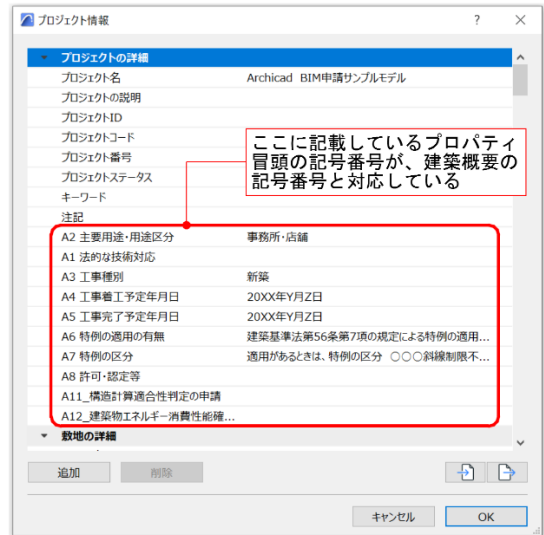 プロジェクト情報 ? ×
プロジェクトの詳細
プロジェクト名 Archicad BIM申請サンプルモデル
プロジェクトの説明
プロジェクトID
プロジェクトコード
プロジェクト番号
プロジェクトステータス
キーワード
注記
ここに記載しているプロパティ
冒頭の記号番号が、建築概要の
記号番号と対応している
A2 主要用途・用途区分 事務所・店舗
A1 法的な技術対応
A3 工事種別 新築
A4 工事着工予定年月日 20XX年Y月Z日
A5 工事完了予定年月日 20XX年Y月Z日
A6 特例の適用の有無 建築基準法第56条第7項の規定による特例の適用...
A7 特例の区分 適用があるときは、特例の区分 〇〇〇斜線制限不...
A8 許可・認定等
A11_構造計算適合性判定の申請
A12_建築物エネルギー消費性能確...
敷地の詳細
追加 削除
キャンセル OK